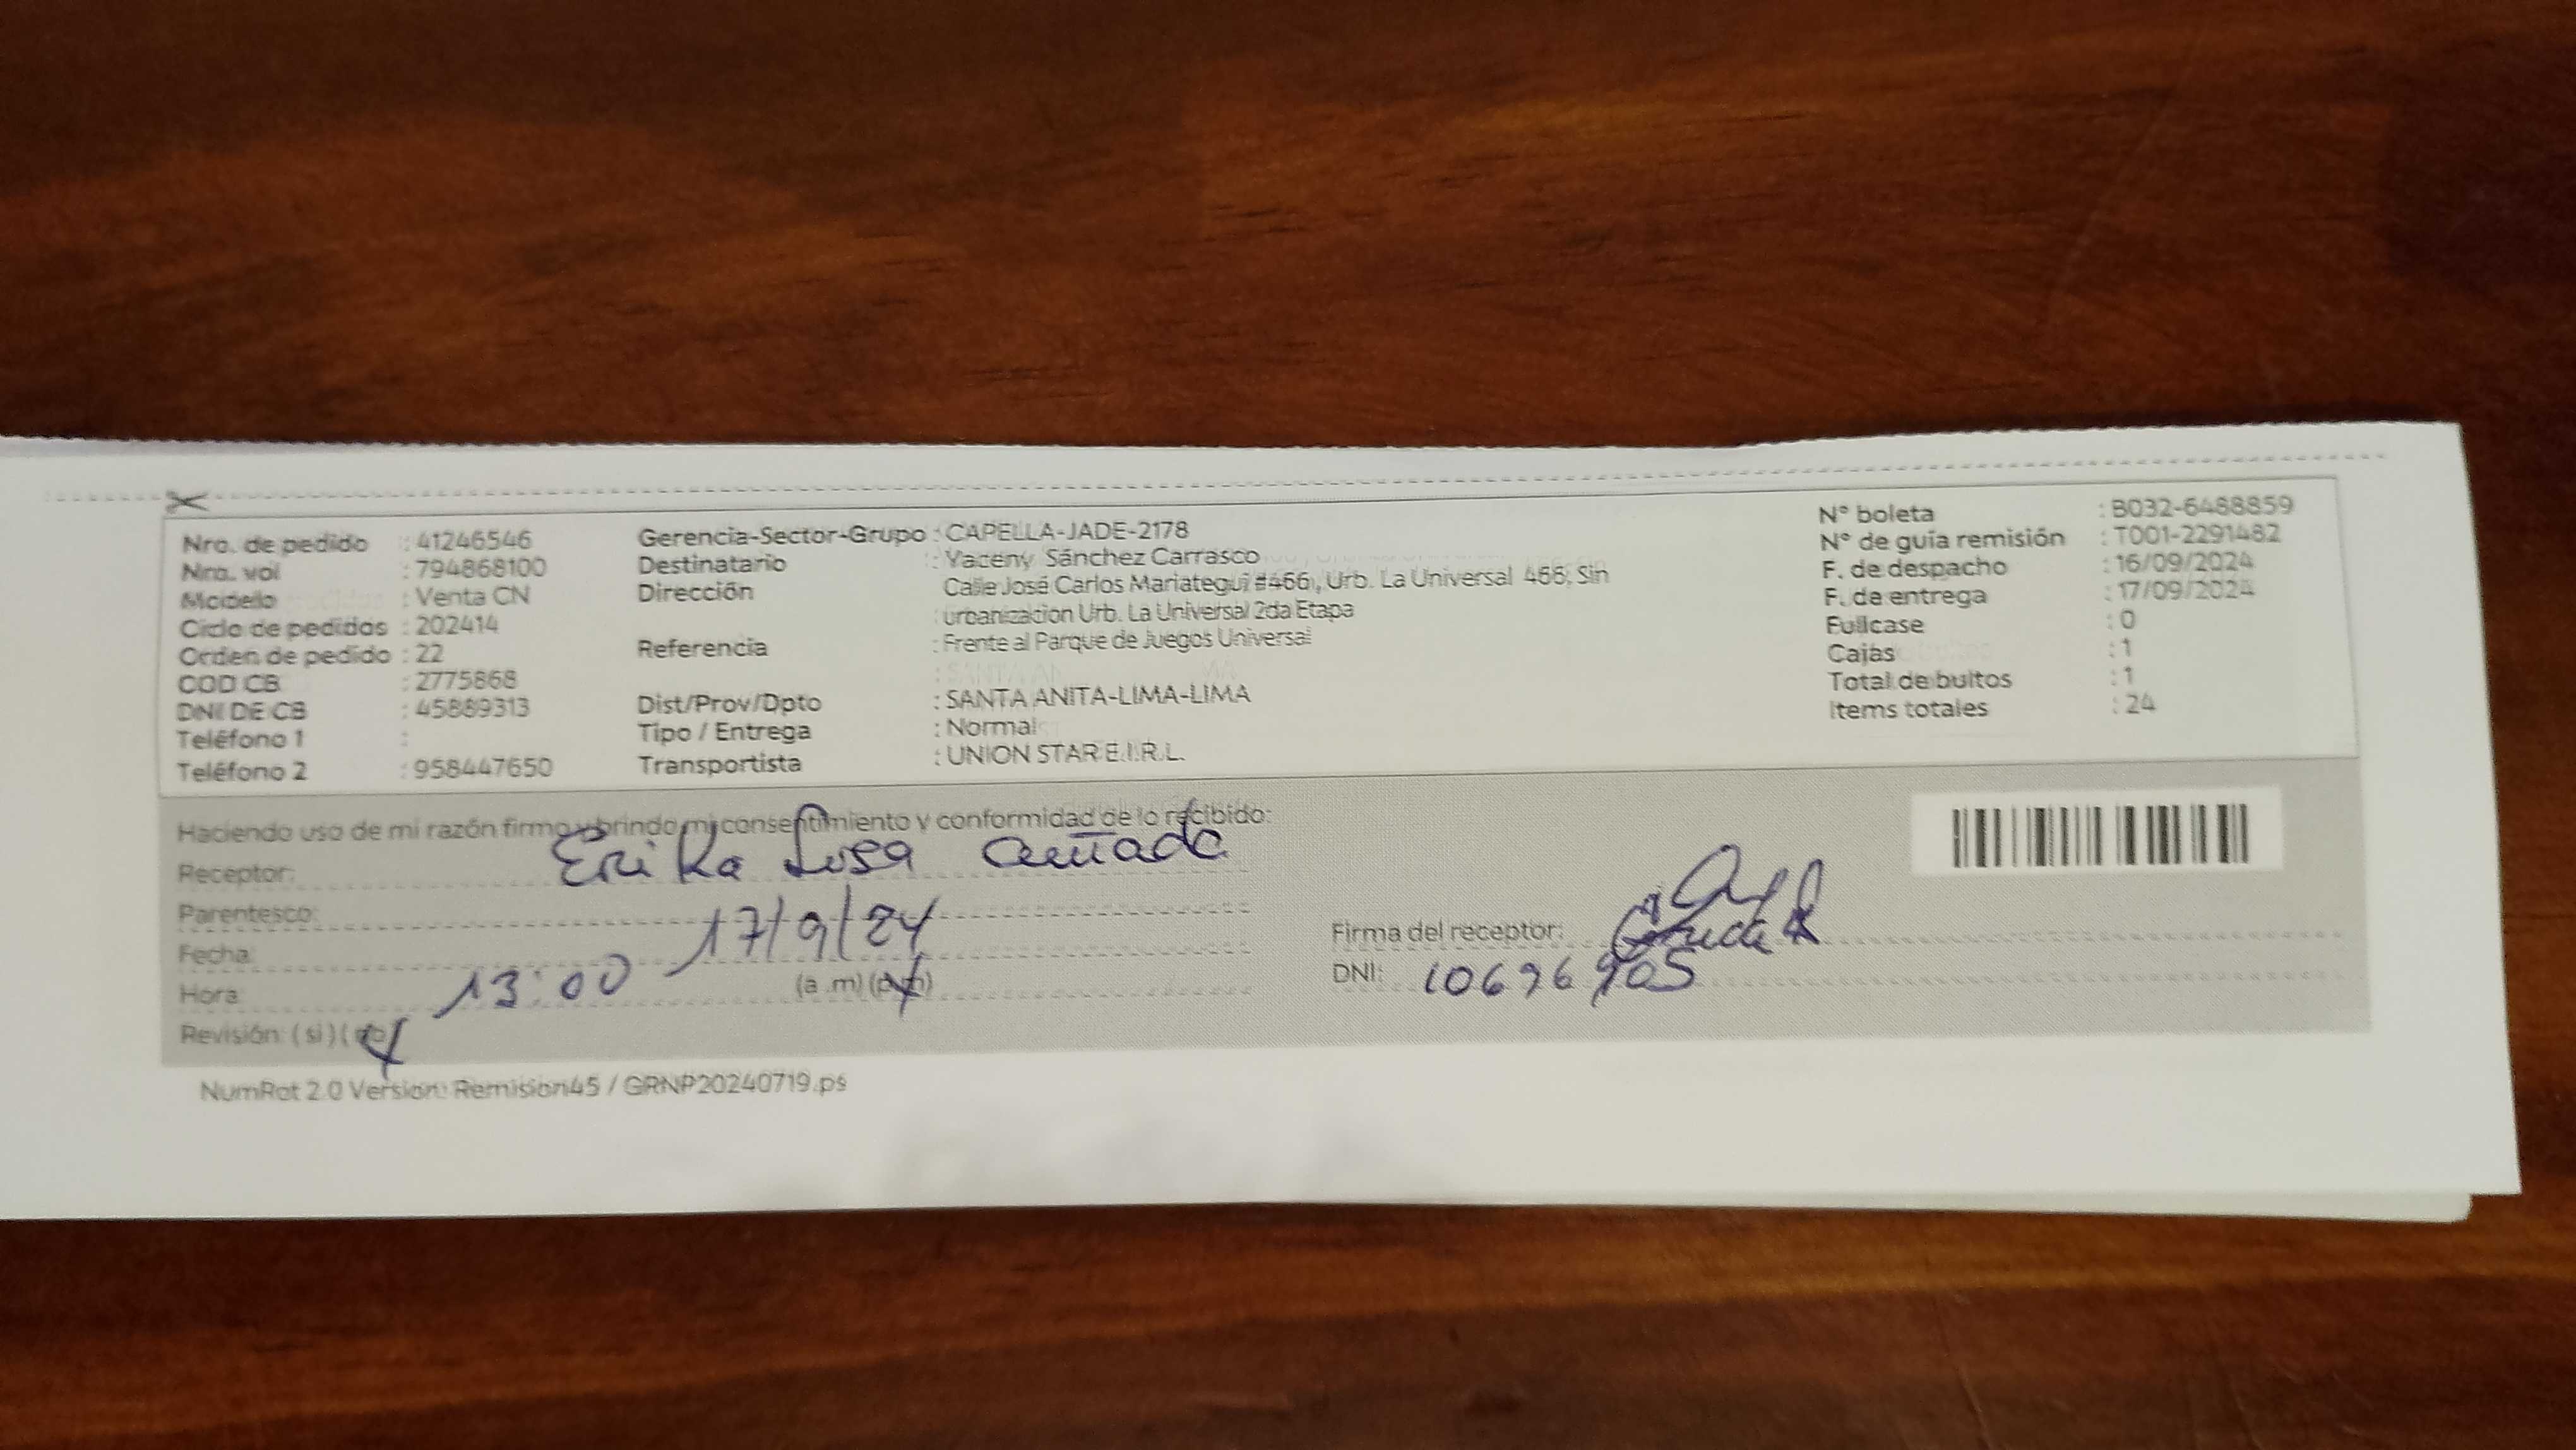 Nro. de pedido : 41246546
Nro. vol : 794868100
Modelo : Venta CN
Ciclo de pedidos : 202414
Orden de pedido : 22
COD CB : 2775868
DNI DE CB : 45889313
Teléfono 1 :
Teléfono 2 : 958447650
Gerencia-Sector-Grupo : CAPELLA-JADE-2178
Destinatario : Yaceny Sánchez Carrasco
Dirección Calle José Carlos Mariategui #466, Urb. La Universal 466, Sin
: urbanizacion Urb. La Universal 2da Etapa
Referencia : Frente al Parque de Juegos Universal
Dist/Prov/Dpto : SANTA ANITA-LIMA-LIMA
Tipo / Entrega : Normal
Transportista : UNION STAR E.I.R.L.
N° boleta : B032-6488859
N° de guía remisión : T001-2291482
F. de despacho : 16/09/2024
F. de entrega : 17/09/2024
Fullcase : 0
Cajas : 1
Total de bultos : 1
Items totales : 24
Haciendo uso de mi razón firmo y brindo mi consentimiento y conformidad de lo recibido:
Receptor: Erika Sosa cuñada
Parentesco:
Fecha: 17/9/24
Hora: 13:00 (a.m) (p.m)
Revisión: (si) (no)
Firma del receptor:
DNI: 10696905
NumRot 2.0 Version: Remision45 / GRNP20240719.ps